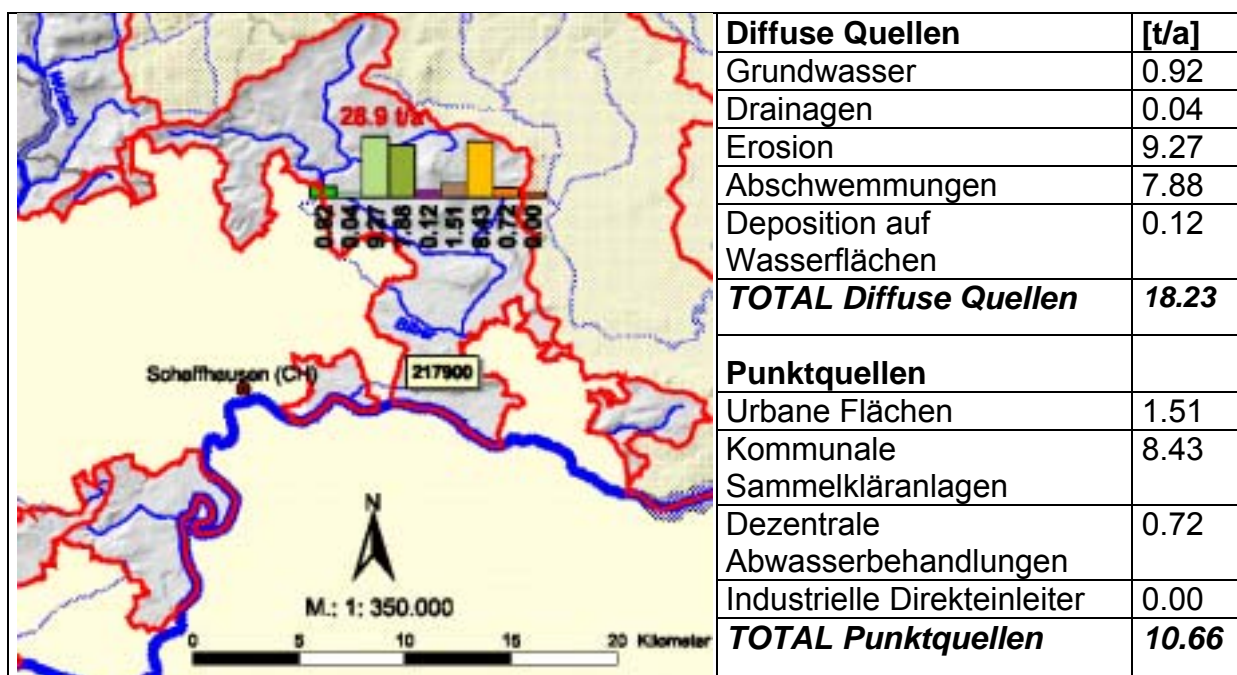 Wutach
28.9 t/a
0.92
0.04
9.27
7.88
0.12
1.51
8.43
0.72
0.00
Biber
Schaffhausen (CH)
217900
N
M.: 1: 350.000
0 5 10 15 20 Kilometer
Diffuse Quellen [t/a]
Grundwasser 0.92
Drainagen 0.04
Erosion 9.27
Abschwemmungen 7.88
Deposition auf 0.12
Wasserflächen
TOTAL Diffuse Quellen 18.23
Punktquellen
Urbane Flächen 1.51
Kommunale 8.43
Sammelkläranlagen
Dezentrale 0.72
Abwasserbehandlungen
Industrielle Direkteinleiter 0.00
TOTAL Punktquellen 10.66